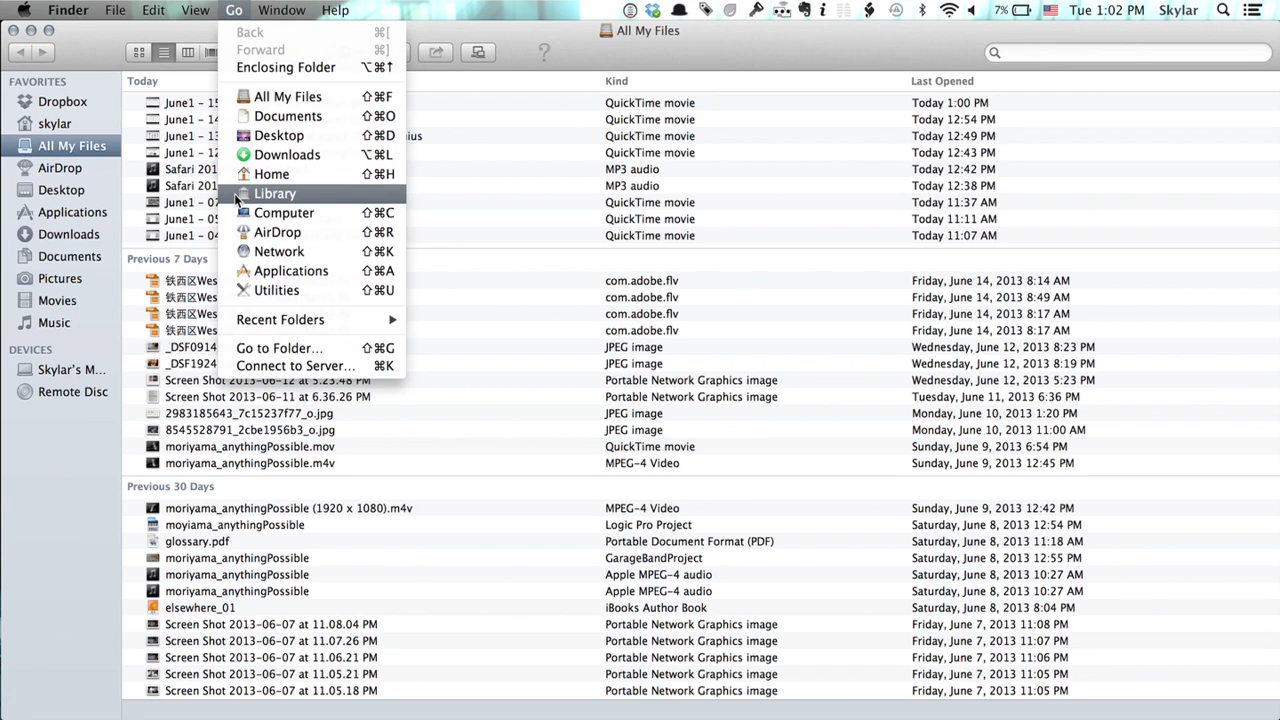 Finder File Edit View Go Window Help 7% Tue 1:02 PM Skylar
All My Files
Back ⌘[
Forward ⌘]
Enclosing Folder ⌥⌘↑
All My Files ⇧⌘F
Documents ⇧⌘O
Desktop ⇧⌘D
Downloads ⌥⌘L
Home ⇧⌘H
Library
Computer ⇧⌘C
AirDrop ⇧⌘R
Network ⇧⌘K
Applications ⇧⌘A
Utilities ⇧⌘U
Recent Folders
Go to Folder... ⇧⌘G
Connect to Server... ⌘K
FAVORITES
Dropbox
skylar
All My Files
AirDrop
Desktop
Applications
Downloads
Documents
Pictures
Movies
Music
DEVICES
Skylar's M...
Remote Disc
Today Kind Last Opened
June1 – 15 QuickTime movie Today 1:00 PM
June1 – 14 QuickTime movie Today 12:54 PM
June1 – 13 ius QuickTime movie Today 12:49 PM
June1 – 12 QuickTime movie Today 12:43 PM
Safari 201 MP3 audio Today 12:42 PM
Safari 201 MP3 audio Today 12:38 PM
June1 – 07 QuickTime movie Today 11:37 AM
June1 – 05 QuickTime movie Today 11:11 AM
June1 – 04 QuickTime movie Today 11:07 AM
Previous 7 Days
铁西区Wes com.adobe.flv Friday, June 14, 2013 8:14 AM
铁西区Wes com.adobe.flv Friday, June 14, 2013 8:49 AM
铁西区Wes com.adobe.flv Friday, June 14, 2013 8:17 AM
铁西区Wes com.adobe.flv Friday, June 14, 2013 8:17 AM
_DSF0914 JPEG image Wednesday, June 12, 2013 8:23 PM
_DSF1924 JPEG image Wednesday, June 12, 2013 8:19 PM
Screen Shot 2013-06-12 at 5.23.48 PM Portable Network Graphics image Wednesday, June 12, 2013 5:23 PM
Screen Shot 2013-06-11 at 6.36.26 PM Portable Network Graphics image Tuesday, June 11, 2013 6:36 PM
2983185643_7c15237f77_o.jpg JPEG image Monday, June 10, 2013 1:20 PM
8545528791_2cbe1956b3_o.jpg JPEG image Monday, June 10, 2013 11:00 AM
moriyama_anythingPossible.mov QuickTime movie Sunday, June 9, 2013 6:54 PM
moriyama_anythingPossible.m4v MPEG-4 Video Sunday, June 9, 2013 12:45 PM
Previous 30 Days
moriyama_anythingPossible (1920 x 1080).m4v MPEG-4 Video Sunday, June 9, 2013 12:42 PM
moyiama_anythingPossible Logic Pro Project Saturday, June 8, 2013 12:54 PM
glossary.pdf Portable Document Format (PDF) Saturday, June 8, 2013 11:18 AM
moriyama_anythingPossible GarageBandProject Saturday, June 8, 2013 12:55 PM
moriyama_anythingPossible Apple MPEG-4 audio Saturday, June 8, 2013 10:27 AM
moriyama_anythingPossible Apple MPEG-4 audio Saturday, June 8, 2013 10:27 AM
elsewhere_01 iBooks Author Book Saturday, June 8, 2013 8:04 PM
Screen Shot 2013-06-07 at 11.08.04 PM Portable Network Graphics image Friday, June 7, 2013 11:08 PM
Screen Shot 2013-06-07 at 11.07.26 PM Portable Network Graphics image Friday, June 7, 2013 11:07 PM
Screen Shot 2013-06-07 at 11.06.21 PM Portable Network Graphics image Friday, June 7, 2013 11:06 PM
Screen Shot 2013-06-07 at 11.05.21 PM Portable Network Graphics image Friday, June 7, 2013 11:05 PM
Screen Shot 2013-06-07 at 11.05.18 PM Portable Network Graphics image Friday, June 7, 2013 11:05 PM